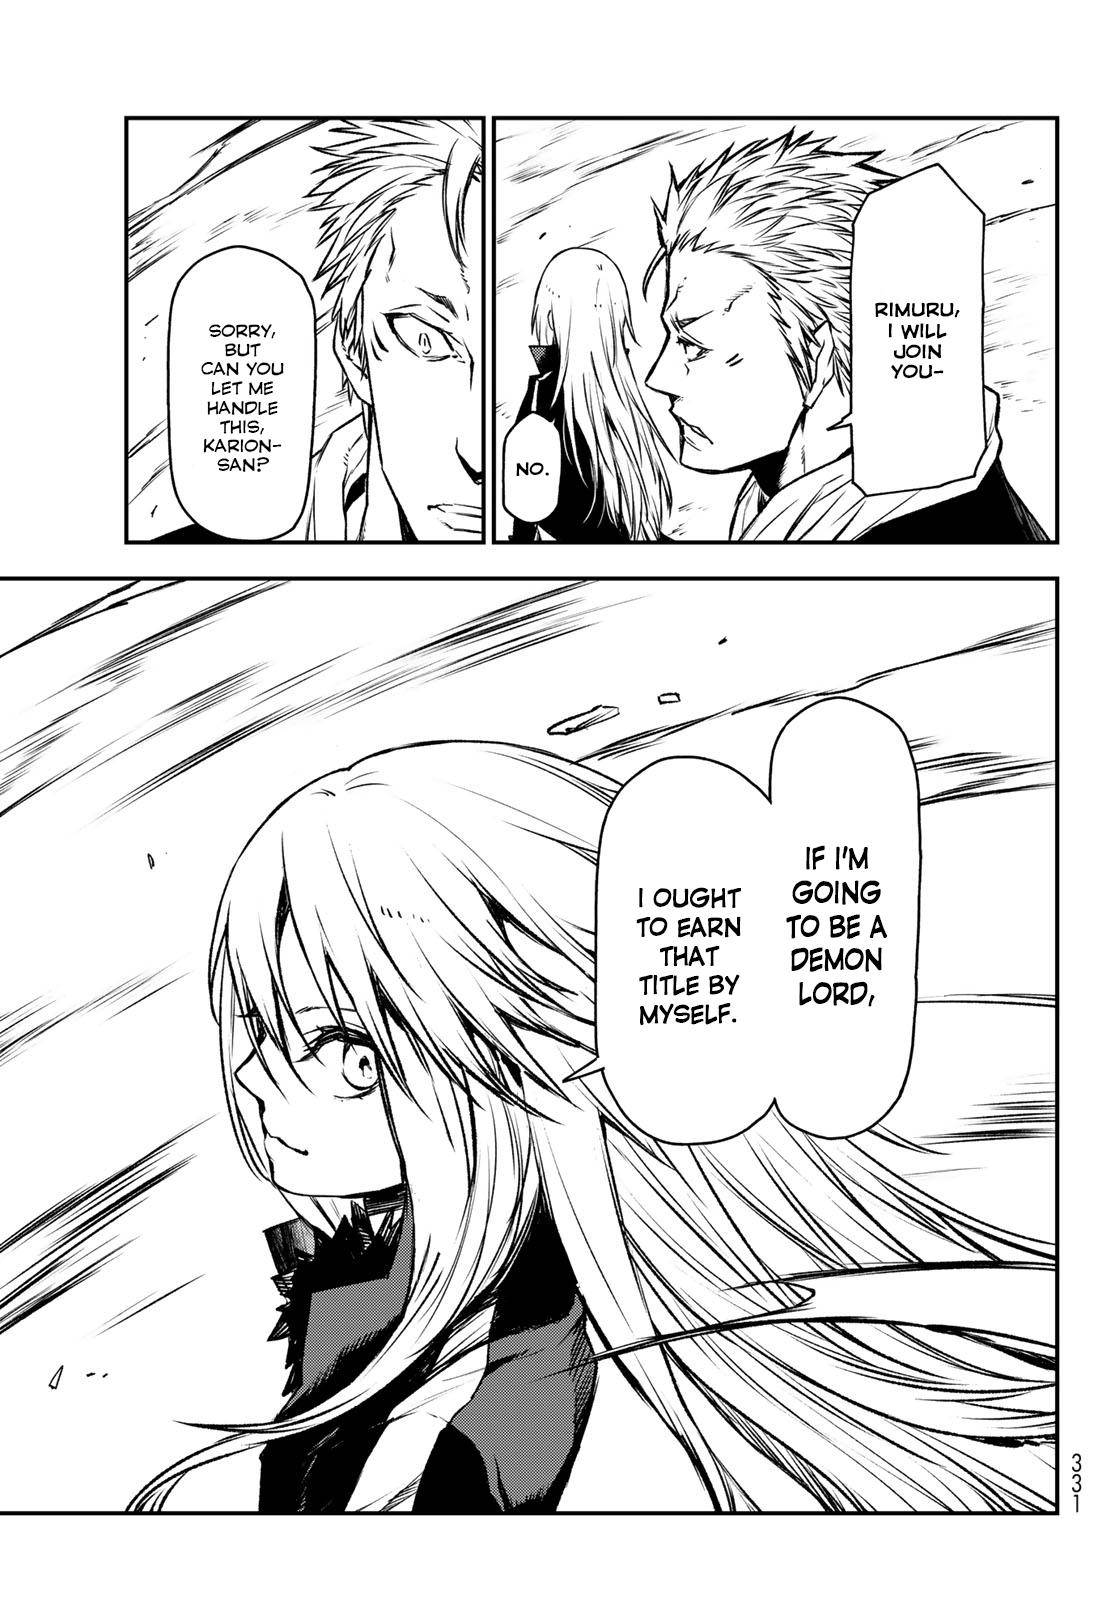 RIMURU,
I WILL
JOIN
YOU-
NO.
SORRY,
BUT
CAN YOU
LET ME
HANDLE
THIS,
KARION-
SAN?
IF I'M
GOING
TO BE A
DEMON
LORD,
I OUGHT
TO EARN
THAT
TITLE BY
MYSELF.
331